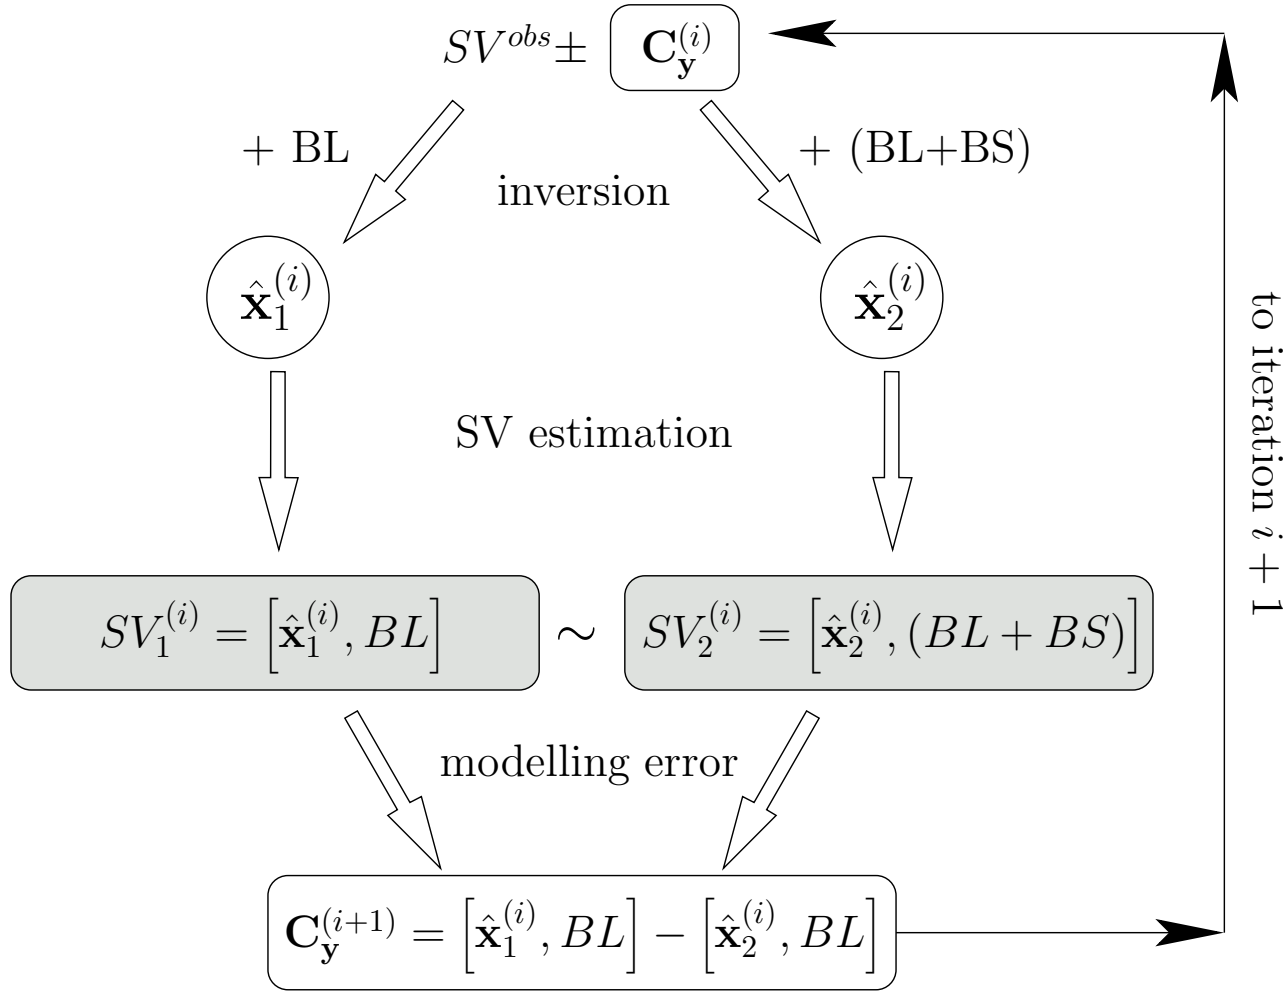 SV^{obs} ± C_y^{(i)}
+ BL
+ (BL+BS)
inversion
x̂_1^{(i)}
x̂_2^{(i)}
SV estimation
to iteration i + 1
SV_1^{(i)} = [x̂_1^{(i)}, BL] ∼ SV_2^{(i)} = [x̂_2^{(i)}, (BL + BS)]
modelling error
C_y^{(i+1)} = [x̂_1^{(i)}, BL] − [x̂_2^{(i)}, BL]